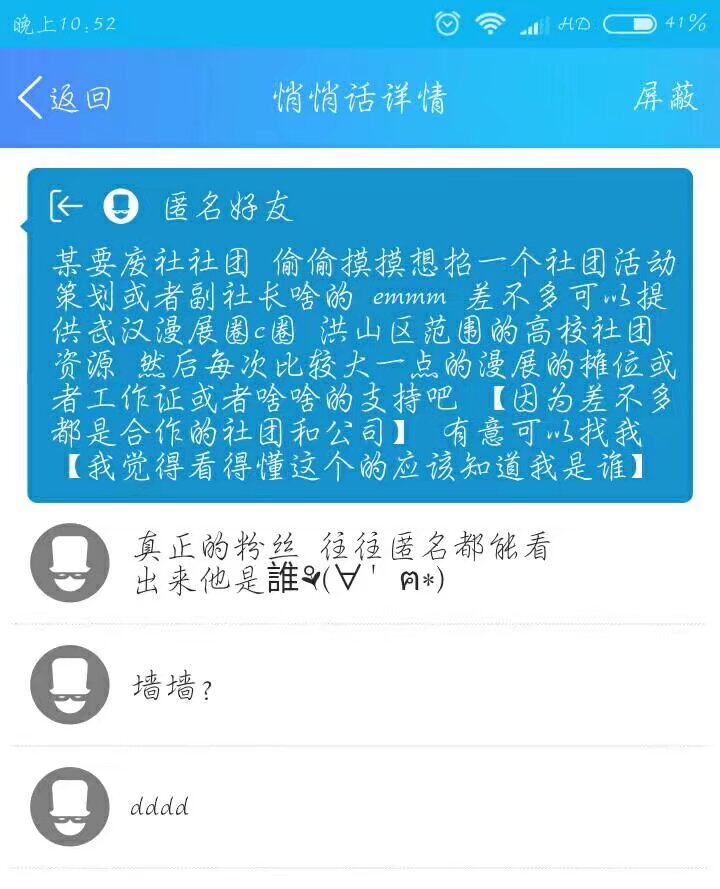 晚上10:52 HD 41%
返回 悄悄话详情 屏蔽
匿名好友
某要废社社团 偷偷摸摸想招一个社团活动
策划或者副社长啥的 emmm 差不多可以提
供武汉漫展圈c圈 洪山区范围的高校社团
资源 然后每次比较大一点的漫展的摊位或
者工作证或者啥啥的支持吧 【因为差不多
都是合作的社团和公司】 有意可以找我
【我觉得看得懂这个的应该知道我是谁】
真正的粉丝 往往匿名都能看
出来他是誰(∀'ฅ*)
墙墙?
dddd